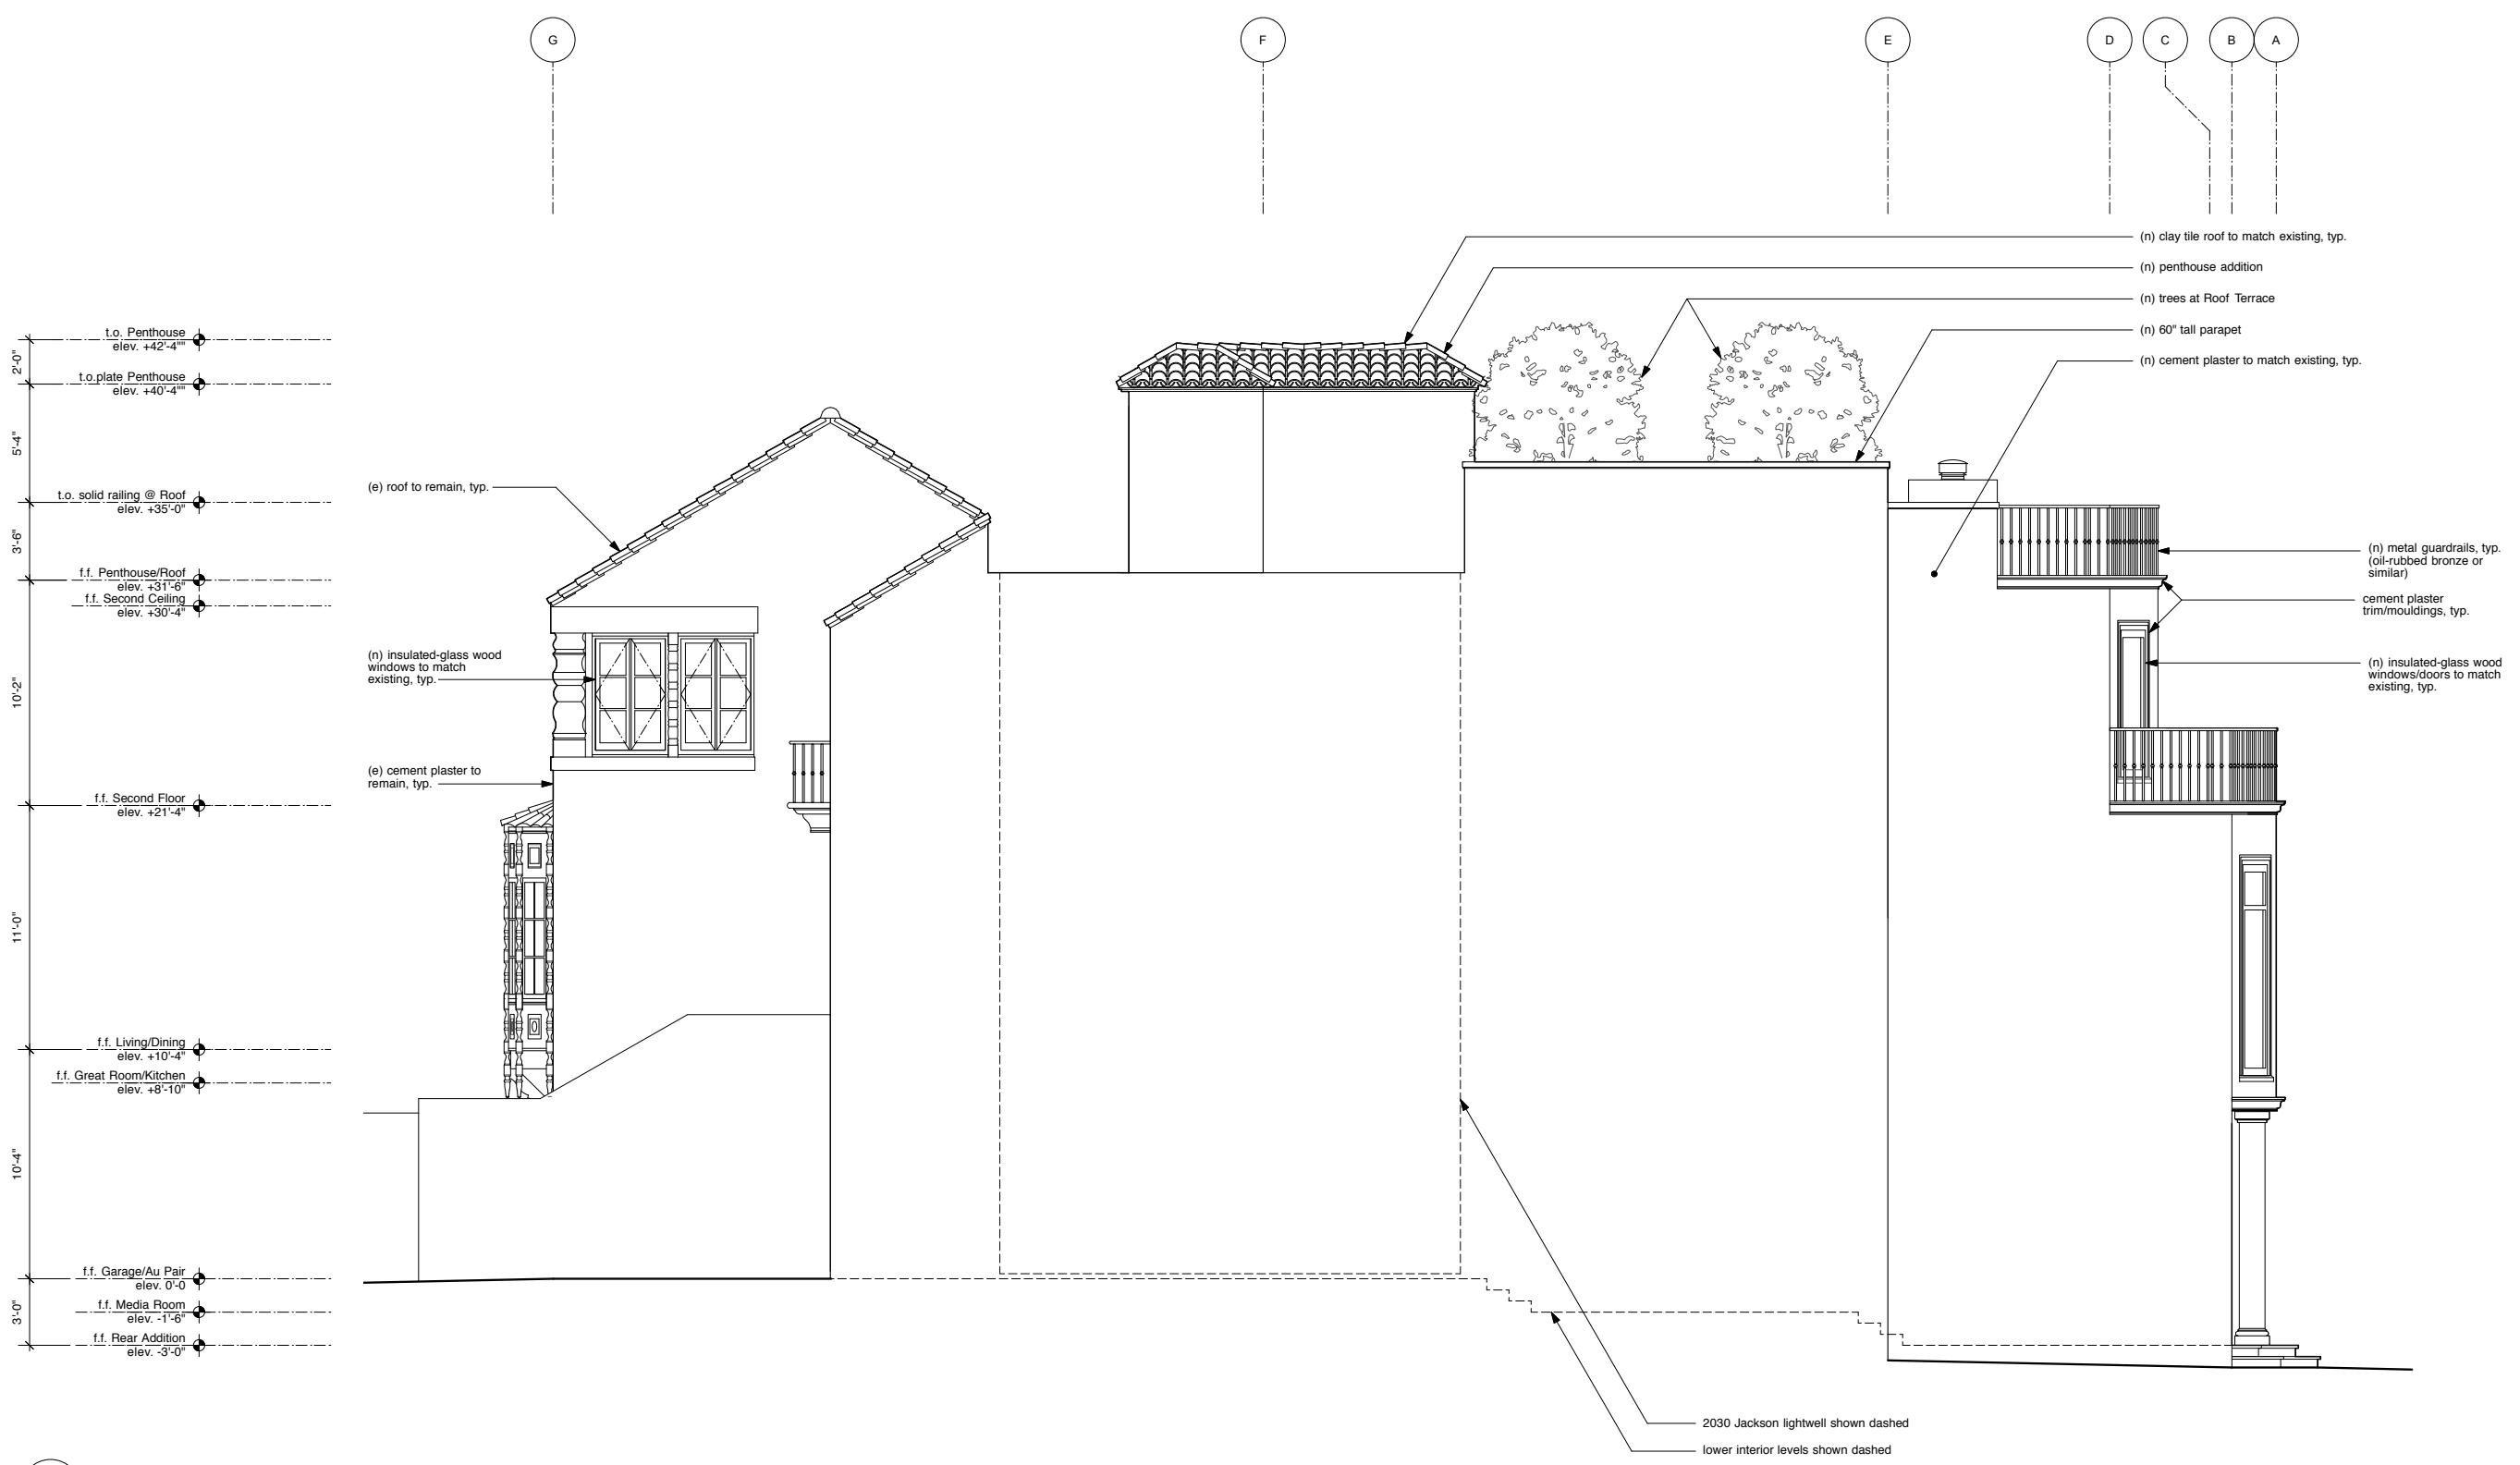 G
F
E
D
C
B
A
(n) clay tile roof to match existing, typ.
(n) penthouse addition
(n) trees at Roof Terrace
(n) 60" tall parapet
(n) cement plaster to match existing, typ.
t.o. Penthouse
elev. +42'-4""
2'-0"
t.o.plate Penthouse
elev. +40'-4""
5'-4"
(e) roof to remain, typ.
t.o. solid railing @ Roof
elev. +35'-0"
3'-6"
(n) metal guardrails, typ.
(oil-rubbed bronze or
similar)
f.f. Penthouse/Roof
elev. +31'-6"
f.f. Second Ceiling
elev. +30'-4"
cement plaster
trim/mouldings, typ.
(n) insulated-glass wood
windows to match
existing, typ.
(n) insulated-glass wood
windows/doors to match
existing, typ.
10'-2"
(e) cement plaster to
remain, typ.
f.f. Second Floor
elev. +21'-4"
11'-0"
f.f. Living/Dining
elev. +10'-4"
f.f. Great Room/Kitchen
elev. +8'-10"
10'-4"
f.f. Garage/Au Pair
elev. 0'-0
3'-0"
f.f. Media Room
elev. -1'-6"
f.f. Rear Addition
elev. -3'-0"
2030 Jackson lightwell shown dashed
lower interior levels shown dashed